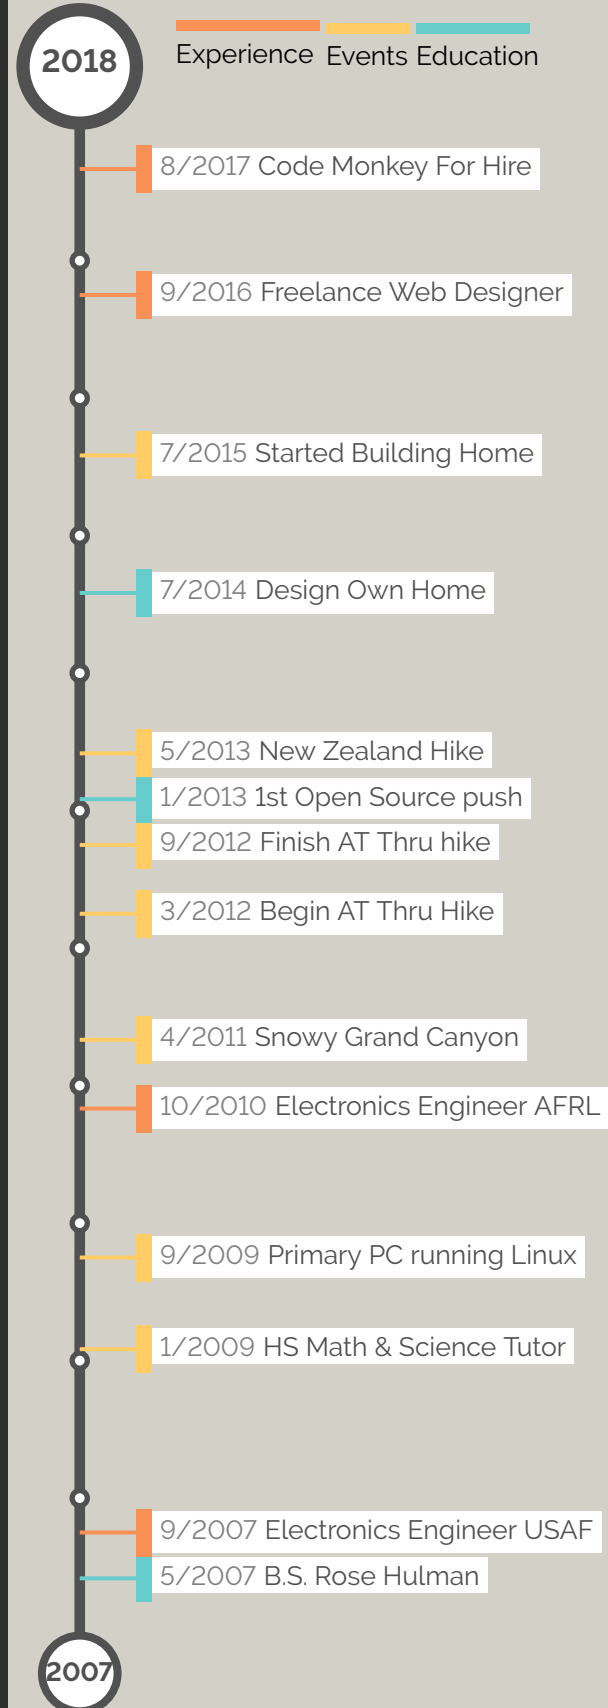 2018
Experience Events Education
8/2017 Code Monkey For Hire
9/2016 Freelance Web Designer
7/2015 Started Building Home
7/2014 Design Own Home
5/2013 New Zealand Hike
1/2013 1st Open Source push
9/2012 Finish AT Thru hike
3/2012 Begin AT Thru Hike
4/2011 Snowy Grand Canyon
10/2010 Electronics Engineer AFRL
9/2009 Primary PC running Linux
1/2009 HS Math & Science Tutor
9/2007 Electronics Engineer USAF
5/2007 B.S. Rose Hulman
2007